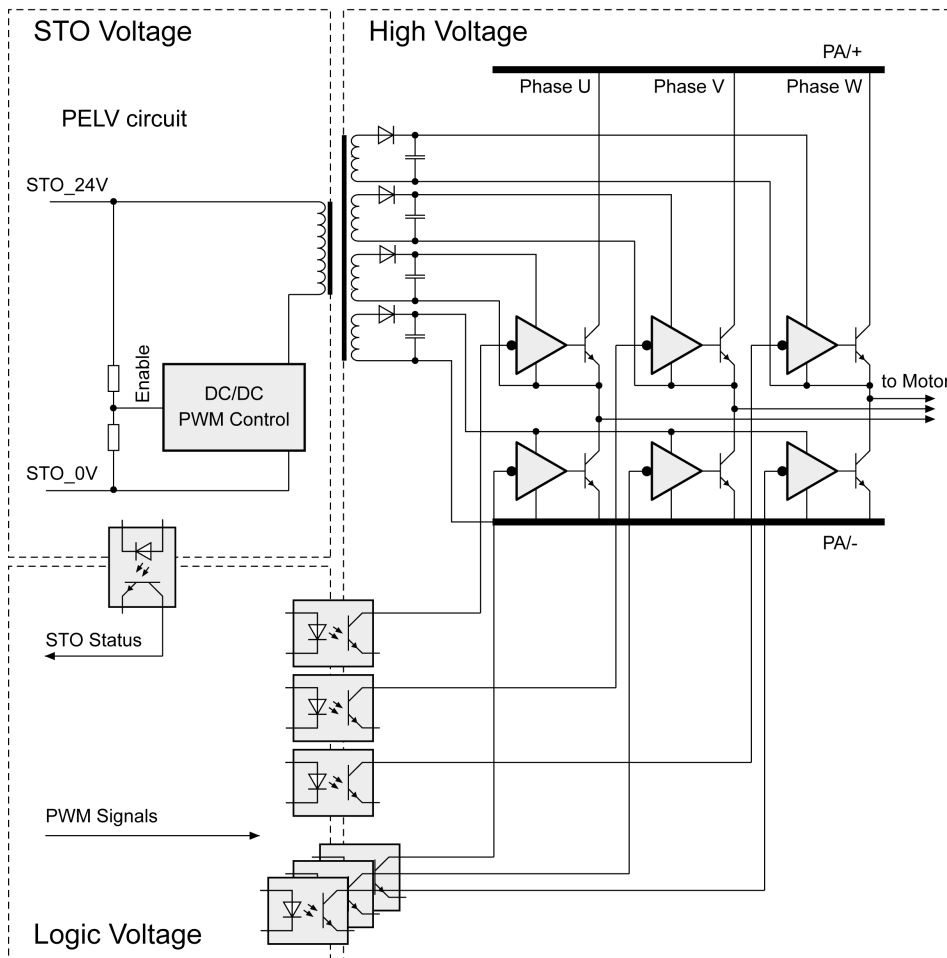 STO Voltage
High Voltage
PA/+
Phase U
Phase V
Phase W
PELV circuit
STO_24V
Enable
DC/DC
PWM Control
to Motor
STO_0V
PA/-
STO Status
PWM Signals
Logic Voltage